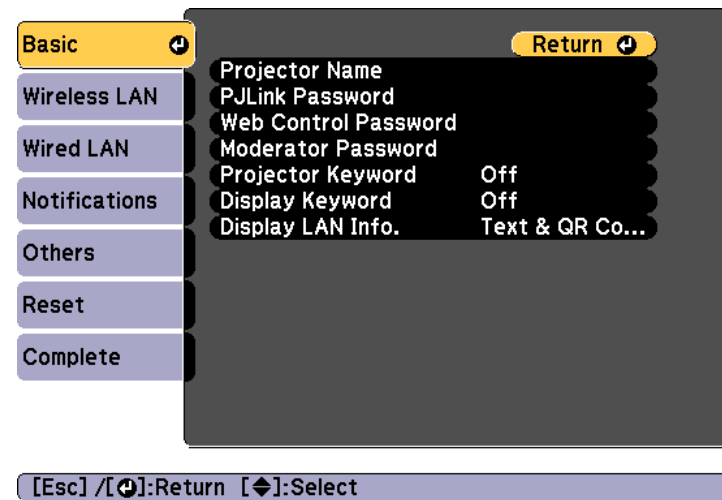 Basic
Wireless LAN
Wired LAN
Notifications
Others
Reset
Complete
Return
Projector Name
PJLink Password
Web Control Password
Moderator Password
Projector Keyword Off
Display Keyword Off
Display LAN Info. Text & QR Co...
[Esc] /[⏎]:Return [◆]:Select